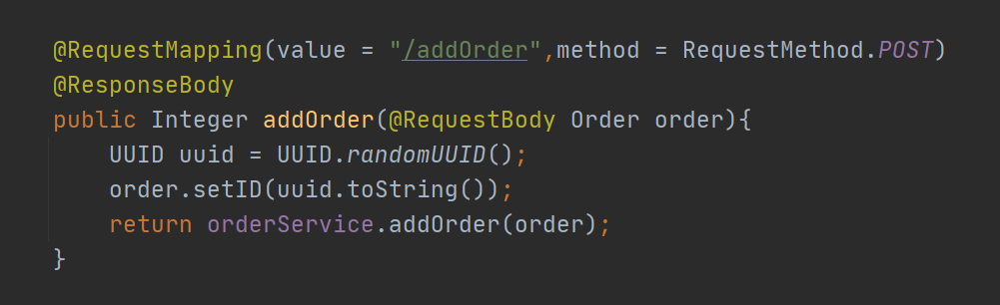 @RequestMapping(value = "/addOrder",method = RequestMethod.POST)
@ResponseBody
public Integer addOrder(@RequestBody Order order){
    UUID uuid = UUID.randomUUID();
    order.setID(uuid.toString());
    return orderService.addOrder(order);
}